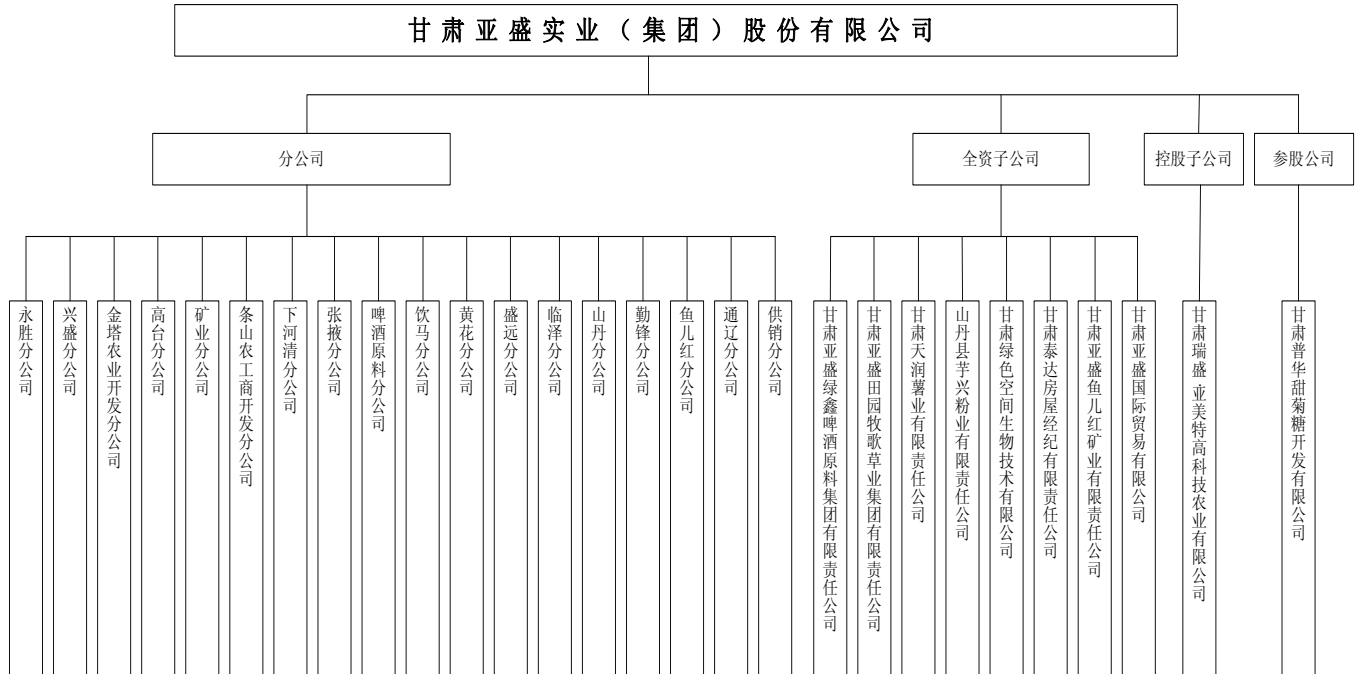 甘肃亚盛实业（集团）股份有限公司
分公司
全资子公司
控股子公司
参股公司
永胜分公司
兴盛分公司
金塔农业开发分公司
高台分公司
矿业分公司
条山农工商开发分公司
下河清分公司
张掖分公司
啤酒原料分公司
饮马分公司
黄花分公司
盛远分公司
临泽分公司
山丹分公司
勤锋分公司
鱼儿红分公司
通辽分公司
供销分公司
甘肃亚盛绿鑫啤酒原料集团有限责任公司
甘肃亚盛田园牧歌草业集团有限责任公司
甘肃天润薯业有限责任公司
山丹县芋兴粉业有限责任公司
甘肃绿色空间生物技术有限公司
甘肃泰达房屋经纪有限责任公司
甘肃亚盛鱼儿红矿业有限责任公司
甘肃亚盛国际贸易有限公司
甘肃瑞盛 亚美特高科技农业有限公司
甘肃普华甜菊糖开发有限公司